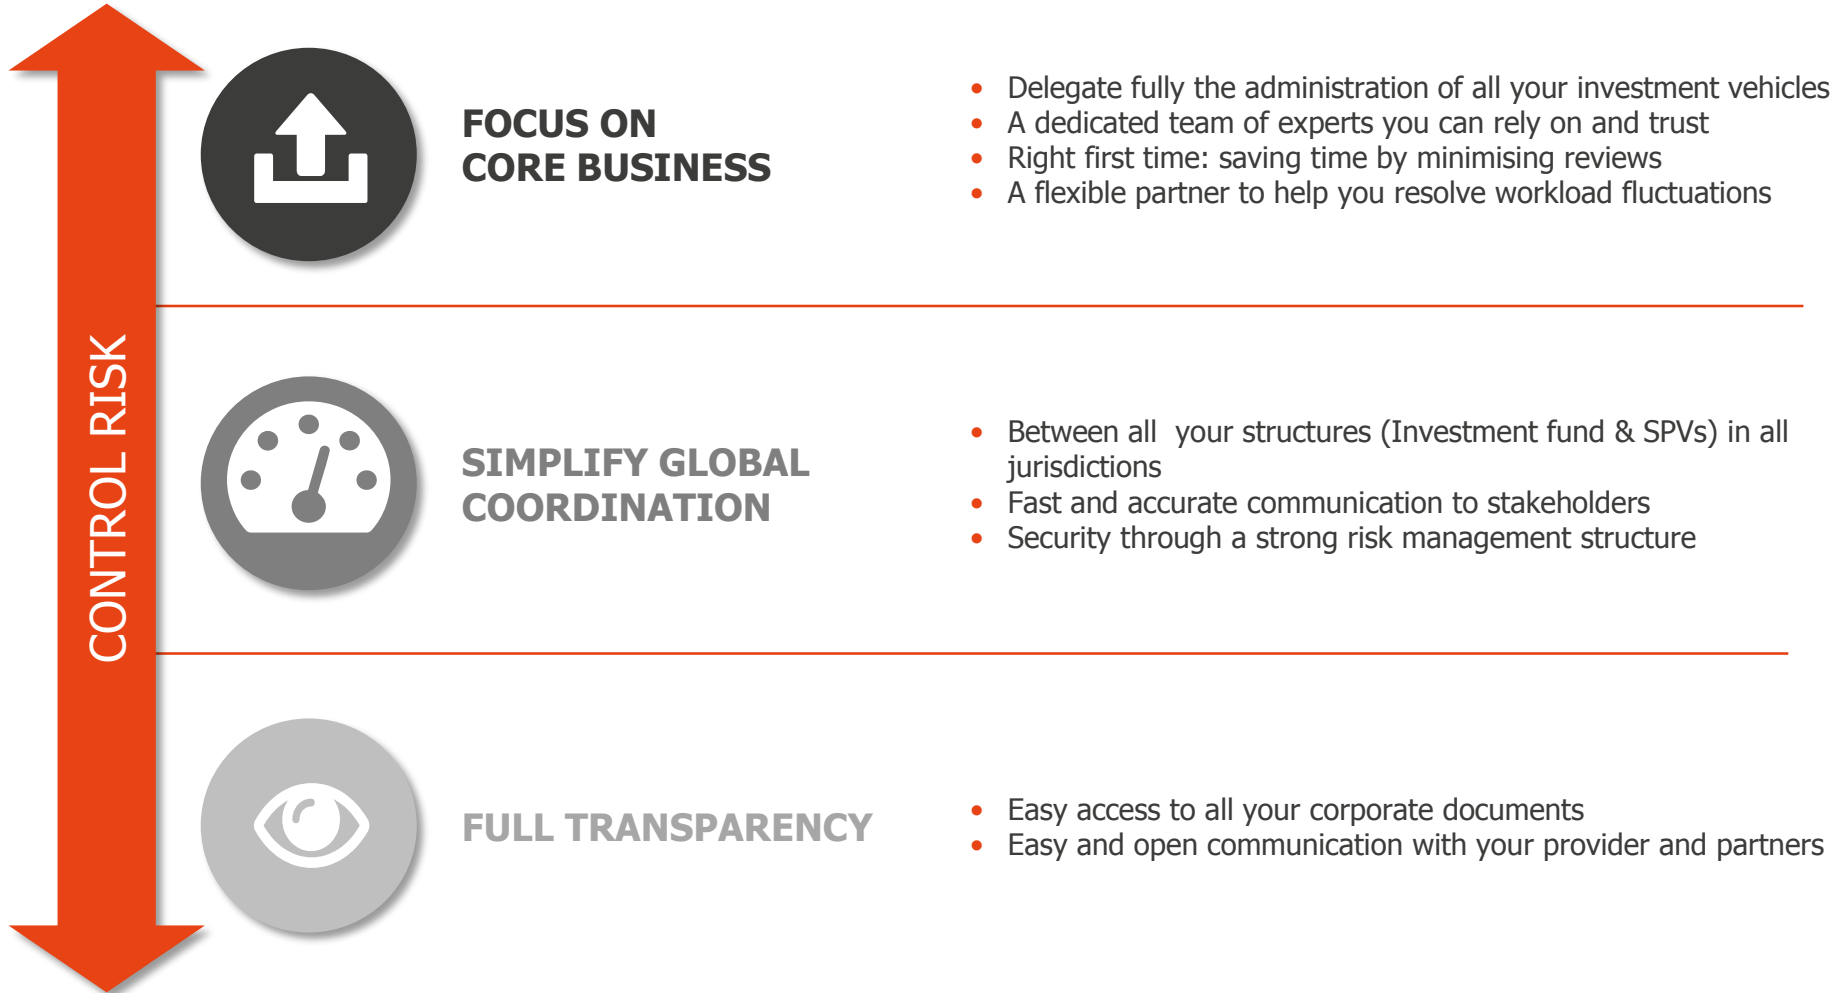 CONTROL RISK
FOCUS ON
CORE BUSINESS
• Delegate fully the administration of all your investment vehicles
• A dedicated team of experts you can rely on and trust
• Right first time: saving time by minimising reviews
• A flexible partner to help you resolve workload fluctuations
SIMPLIFY GLOBAL
COORDINATION
• Between all  your structures (Investment fund & SPVs) in all
jurisdictions
• Fast and accurate communication to stakeholders
• Security through a strong risk management structure
FULL TRANSPARENCY
• Easy access to all your corporate documents
• Easy and open communication with your provider and partners